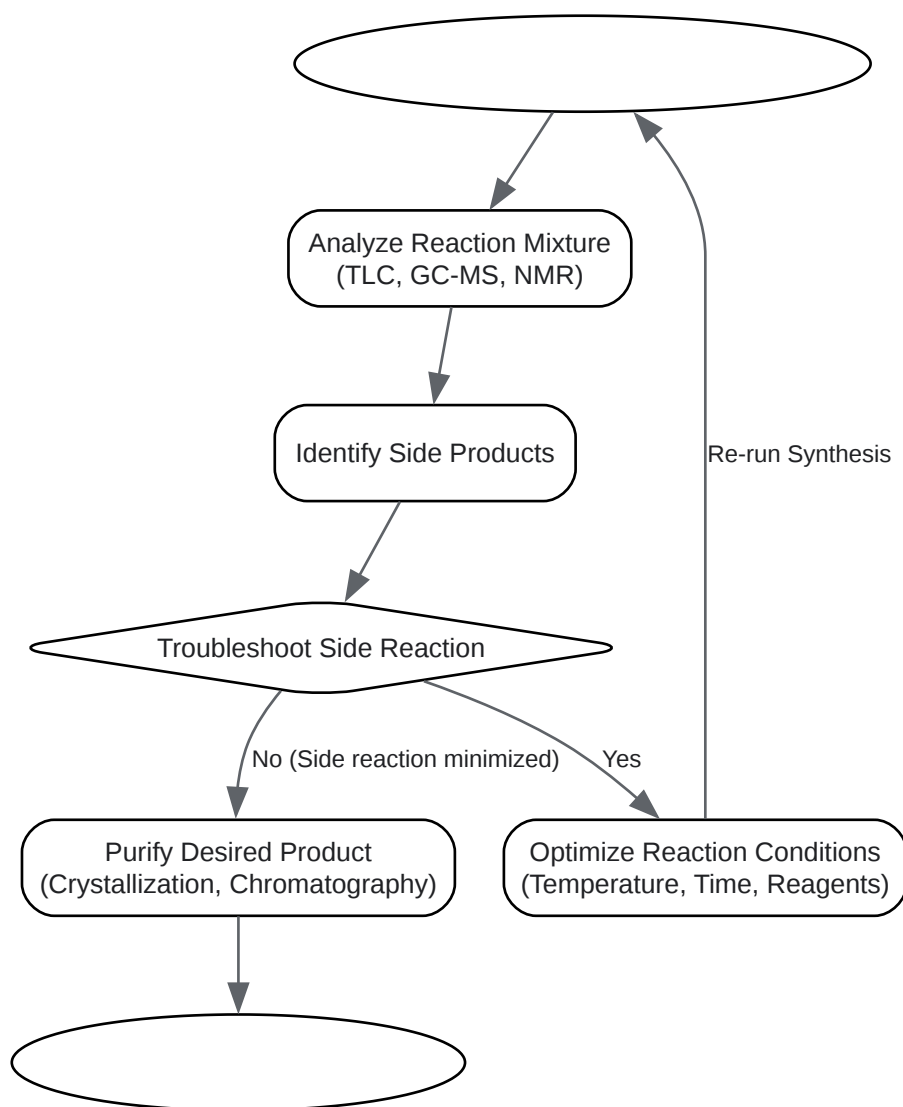 Analyze Reaction Mixture
(TLC, GC-MS, NMR)
Identify Side Products
Re-run Synthesis
Troubleshoot Side Reaction
No (Side reaction minimized)
Yes
Purify Desired Product
(Crystallization, Chromatography)
Optimize Reaction Conditions
(Temperature, Time, Reagents)